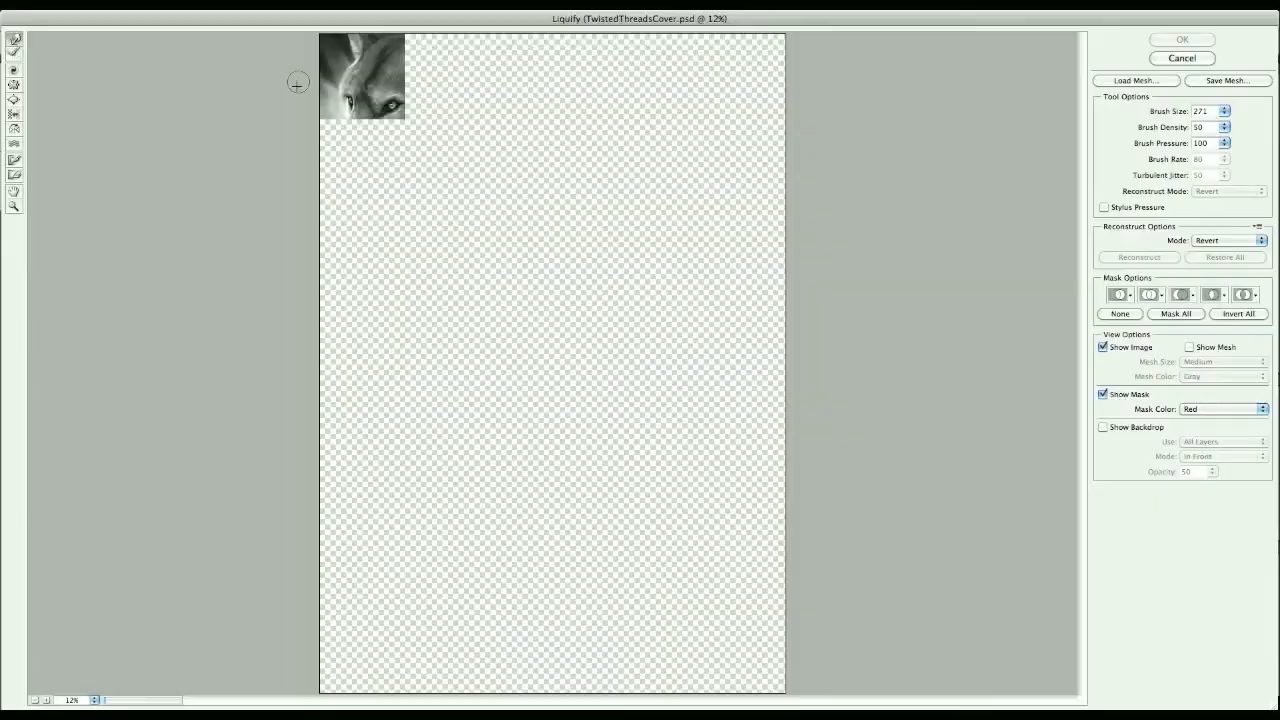 Liquify (TwistedThreadsCover.psd @ 12%)
OK
Cancel
Load Mesh... Save Mesh...
Tool Options
Brush Size: 271
Brush Density: 50
Brush Pressure: 100
Brush Rate: 80
Turbulent Jitter: 50
Reconstruct Mode: Revert
Stylus Pressure
Reconstruct Options
Mode: Revert
Reconstruct Restore All
Mask Options
None Mask All Invert All
View Options
Show Image Show Mesh
Mesh Size: Medium
Mesh Color: Gray
Show Mask
Mask Color: Red
Show Backdrop
Use: All Layers
Mode: In Front
Opacity: 50
12%